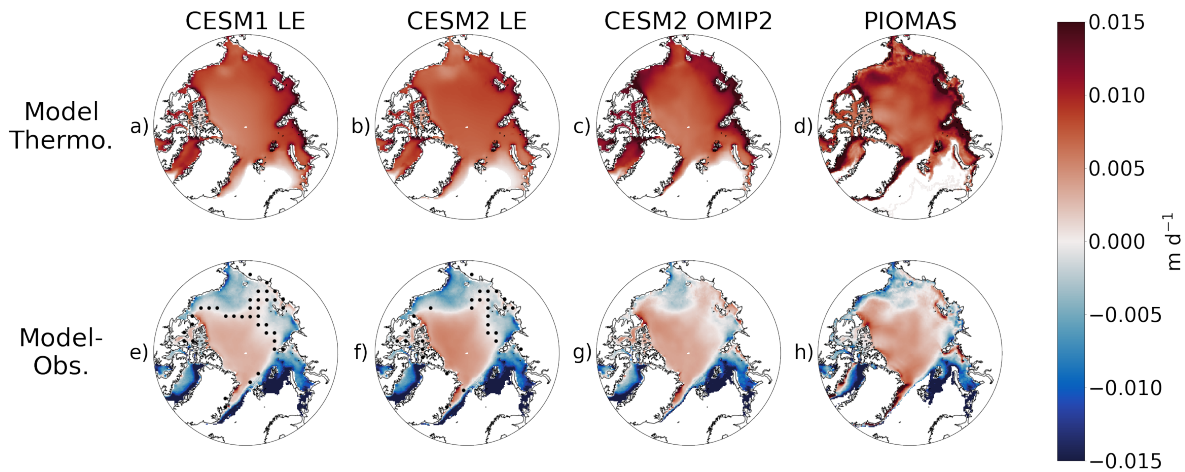 CESM1 LE CESM2 LE CESM2 OMIP2 PIOMAS
Model
Thermo.
a) b) c) d)
Model-
Obs.
e) f) g) h)
0.015
0.010
0.005
0.000
−0.005
−0.010
−0.015
m d⁻¹